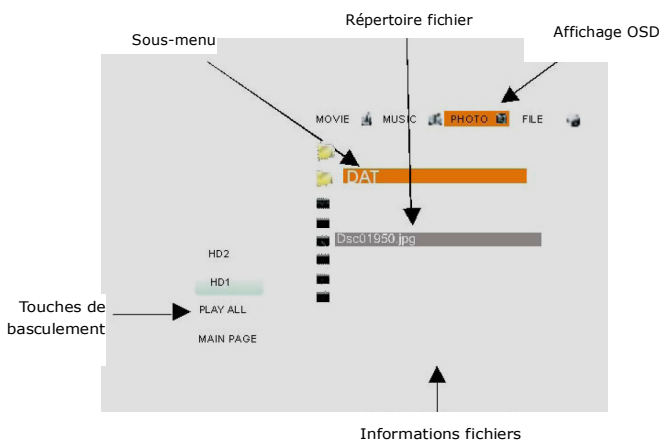 Répertoire fichier
Affichage OSD
Sous-menu
MOVIE MUSIC PHOTO FILE
DAT
Dsc01950.jpg
HD2
HD1
PLAY ALL
MAIN PAGE
Touches de
basculement
Informations fichiers